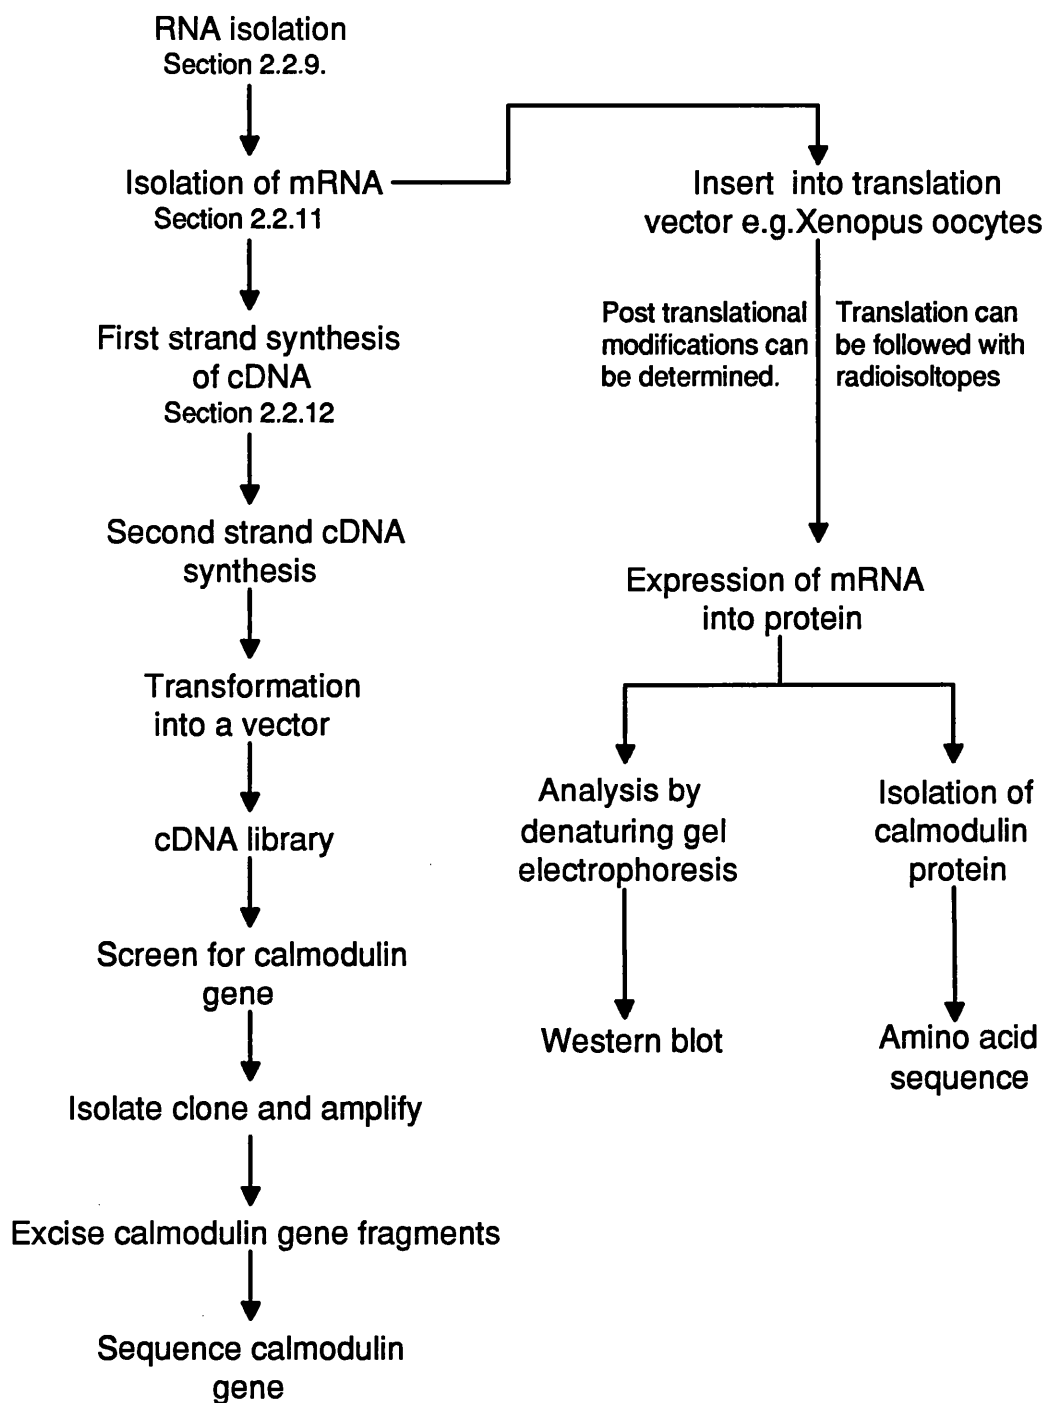 RNA isolation
Section 2.2.9.
Isolation of mRNA
Section 2.2.11
First strand synthesis
of cDNA
Section 2.2.12
Second strand cDNA
synthesis
Transformation
into a vector
cDNA library
Screen for calmodulin
gene
Isolate clone and amplify
Excise calmodulin gene fragments
Sequence calmodulin
gene
Insert into translation
vector e.g.Xenopus oocytes
Post translational
modifications can
be determined.
Translation can
be followed with
radioisoltopes
Expression of mRNA
into protein
Analysis by
denaturing gel
electrophoresis
Western blot
Isolation of
calmodulin
protein
Amino acid
sequence